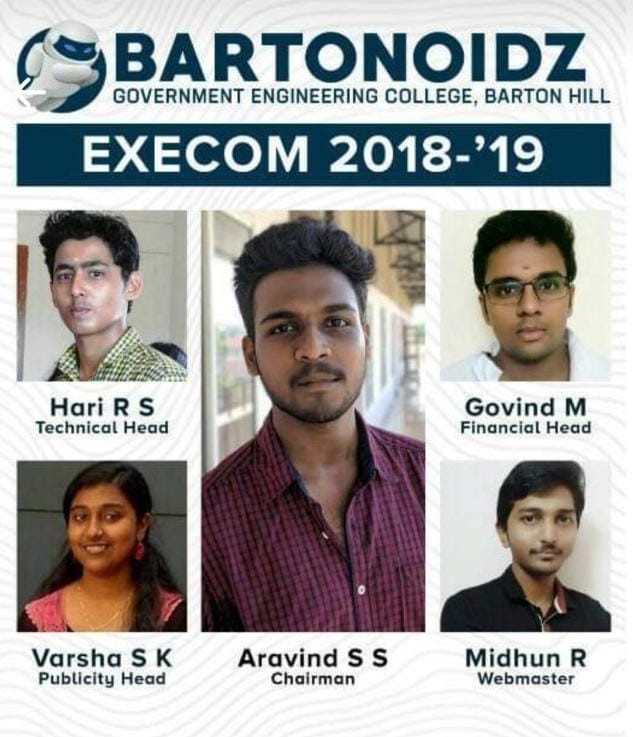 BARTONOIDZ
GOVERNMENT ENGINEERING COLLEGE, BARTON HILL
EXECOM 2018-'19
Hari R S
Technical Head
Govind M
Financial Head
Varsha S K
Publicity Head
Aravind S S
Chairman
Midhun R
Webmaster